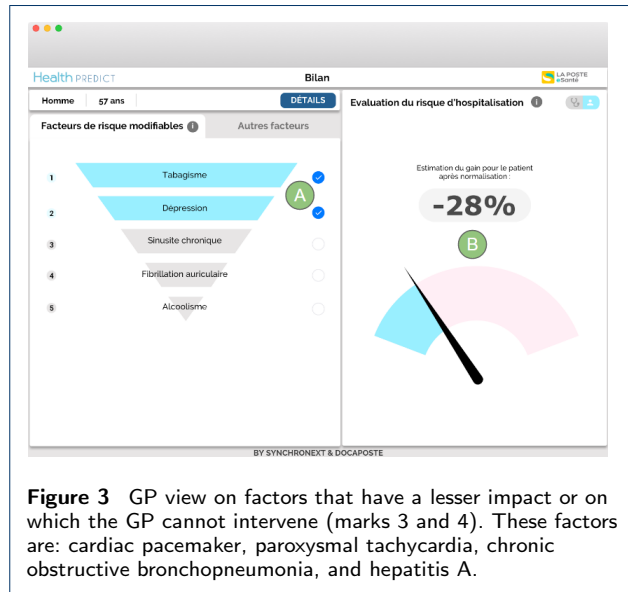 Health PREDICT
Bilan
LA POSTE
eSanté
Homme 57 ans DÉTAILS
Facteurs de risque modifiables i Autres facteurs
1 Tabagisme
2 Dépression
A
3 Sinusite chronique
4 Fibrillation auriculaire
5 Alcoolisme
Evaluation du risque d'hospitalisation i
Estimation du gain pour le patient
après normalisation :
-28%
B
BY SYNCHRONEXT & DOCAPOSTE
Figure 3 GP view on factors that have a lesser impact or on
which the GP cannot intervene (marks 3 and 4). These factors
are: cardiac pacemaker, paroxysmal tachycardia, chronic
obstructive bronchopneumonia, and hepatitis A.